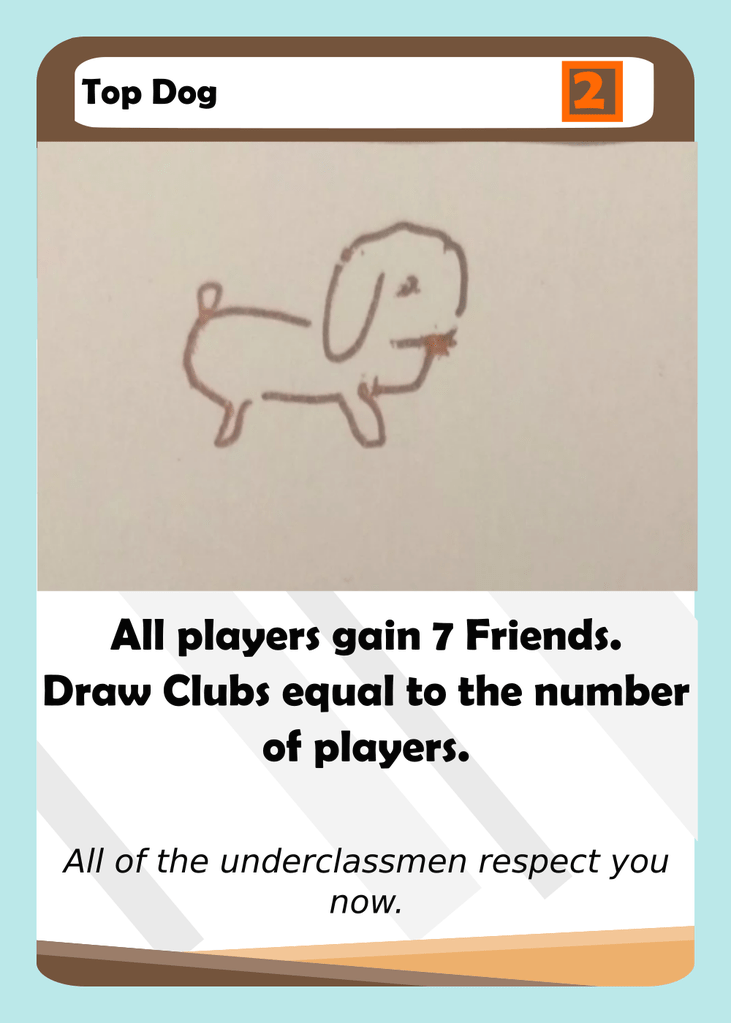 Top Dog 2
All players gain 7 Friends.
Draw Clubs equal to the number
of players.
All of the underclassmen respect you
now.